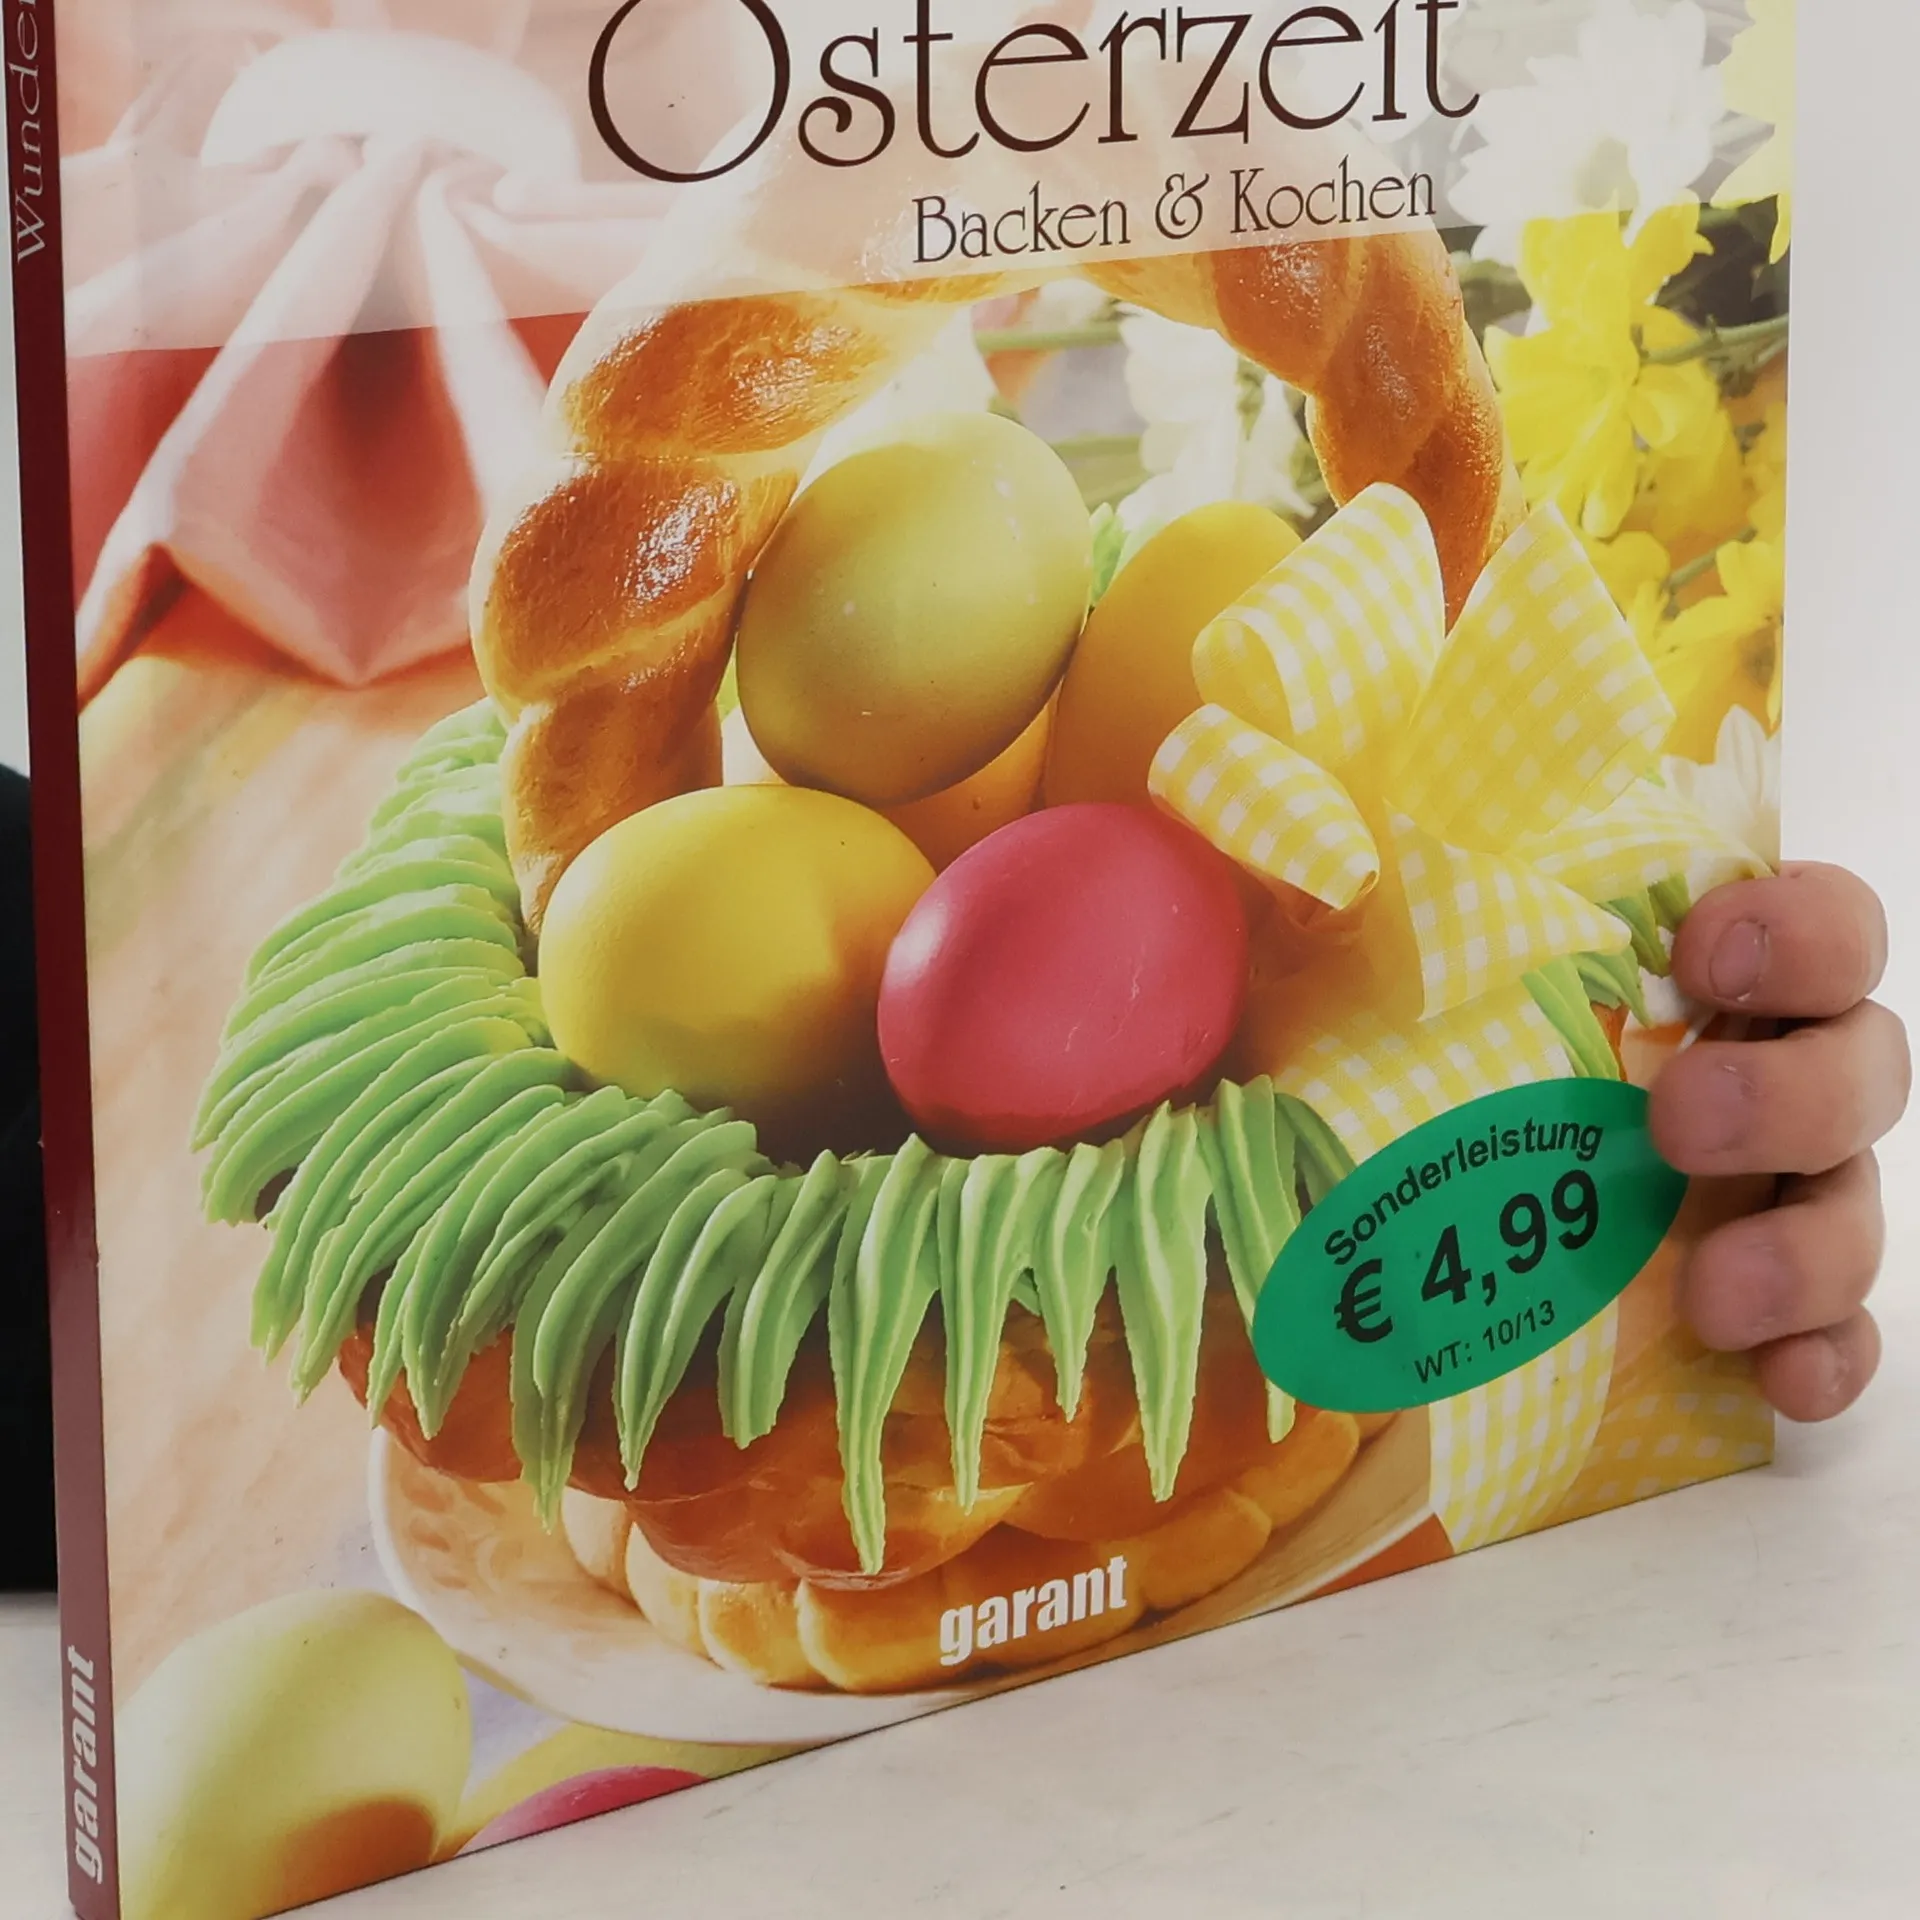 Osterzeit
Backen & Kochen
Sonderleistung
€ 4,99
WT: 10/13
garant
garant